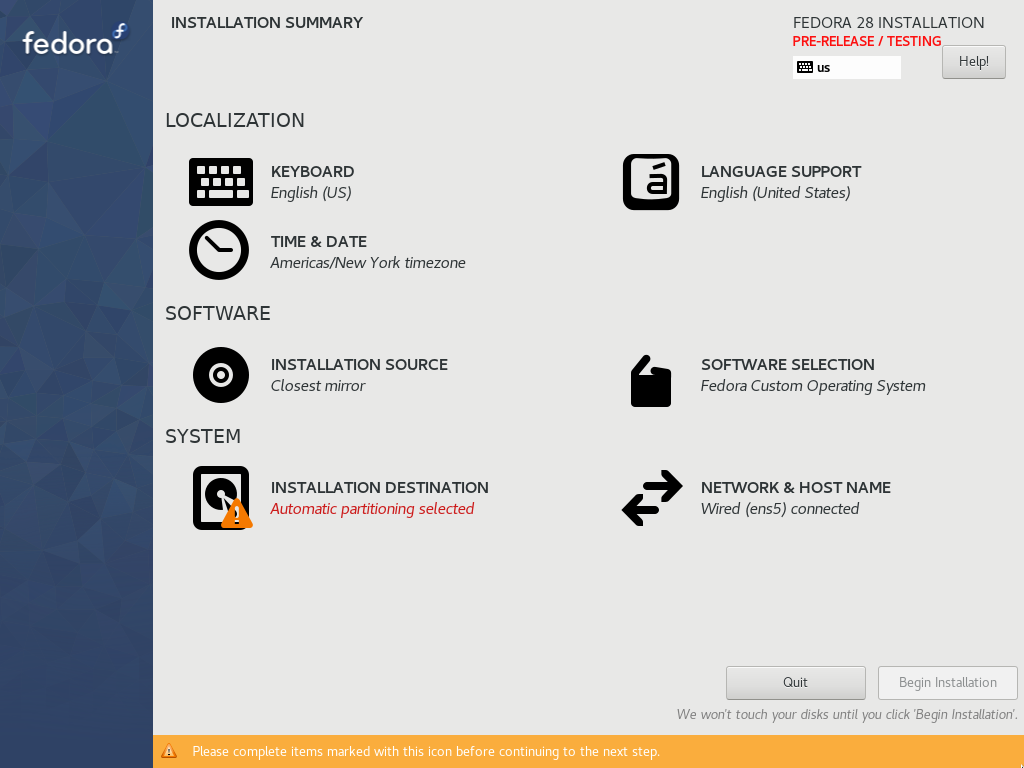 fedora
INSTALLATION SUMMARY
FEDORA 28 INSTALLATION
PRE-RELEASE / TESTING
us
Help!
LOCALIZATION
KEYBOARD
English (US)
LANGUAGE SUPPORT
English (United States)
TIME & DATE
Americas/New York timezone
SOFTWARE
INSTALLATION SOURCE
Closest mirror
SOFTWARE SELECTION
Fedora Custom Operating System
SYSTEM
INSTALLATION DESTINATION
Automatic partitioning selected
NETWORK & HOST NAME
Wired (ens5) connected
Quit
Begin Installation
We won't touch your disks until you click 'Begin Installation'.
Please complete items marked with this icon before continuing to the next step.